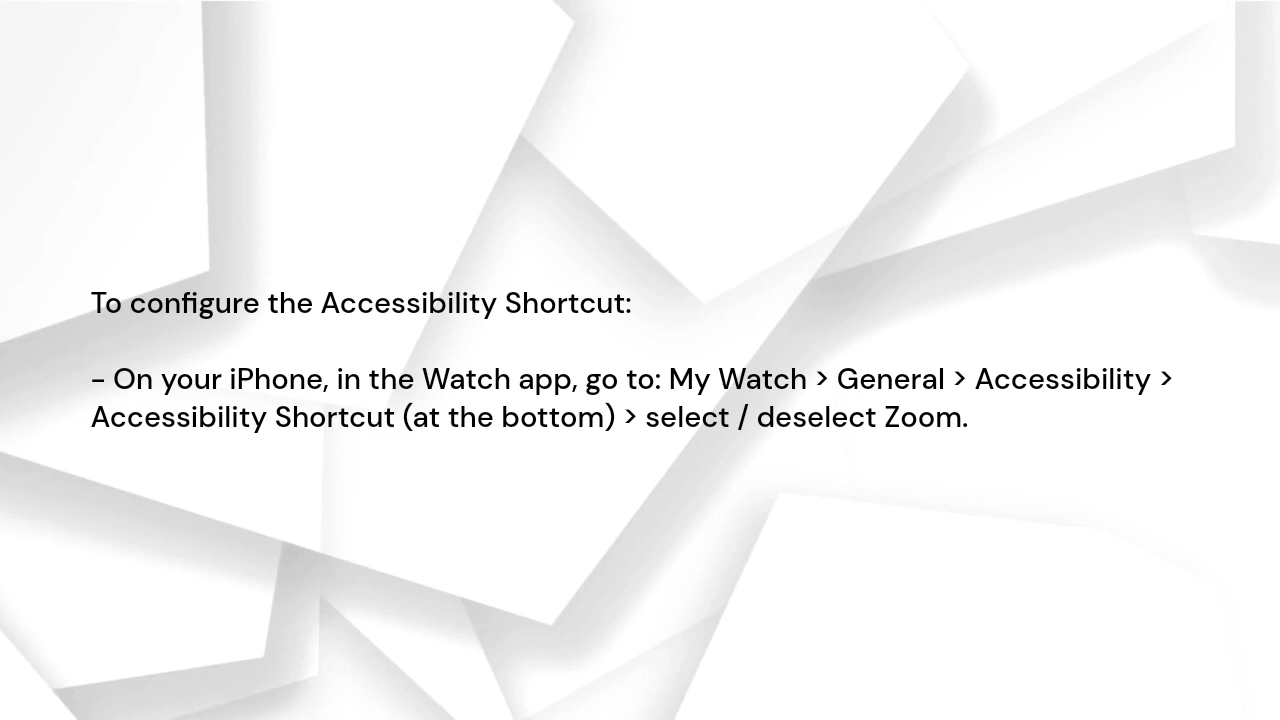 To configure the Accessibility Shortcut:
- On your iPhone, in the Watch app, go to: My Watch > General > Accessibility >
Accessibility Shortcut (at the bottom) > select / deselect Zoom.